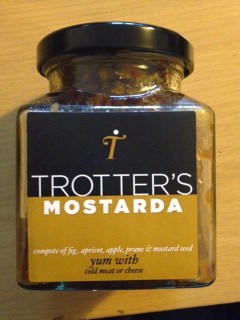 T
TROTTER'S
MOSTARDA
compote of fig, apricot, apple, prune & mustard seed
yum with
cold meat or cheese